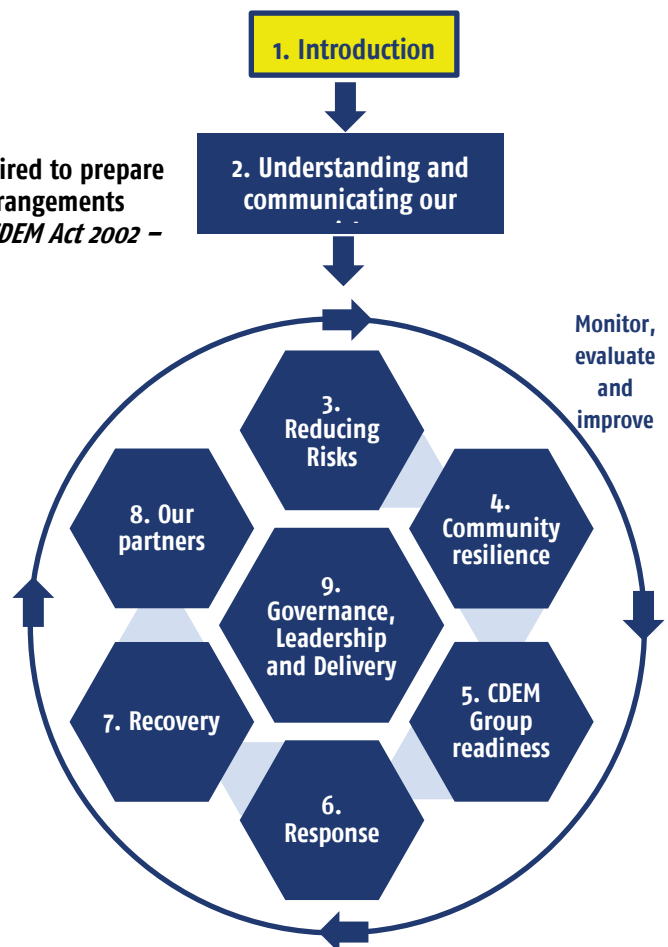 1. Introduction
ired to prepare
rangements
DEM Act 2002 –
2. Understanding and
communicating our
Monitor,
evaluate
and
improve
3.
Reducing
Risks
4.
Community
resilience
5. CDEM
Group
readiness
6.
Response
7. Recovery
8. Our
partners
9.
Governance,
Leadership
and Delivery